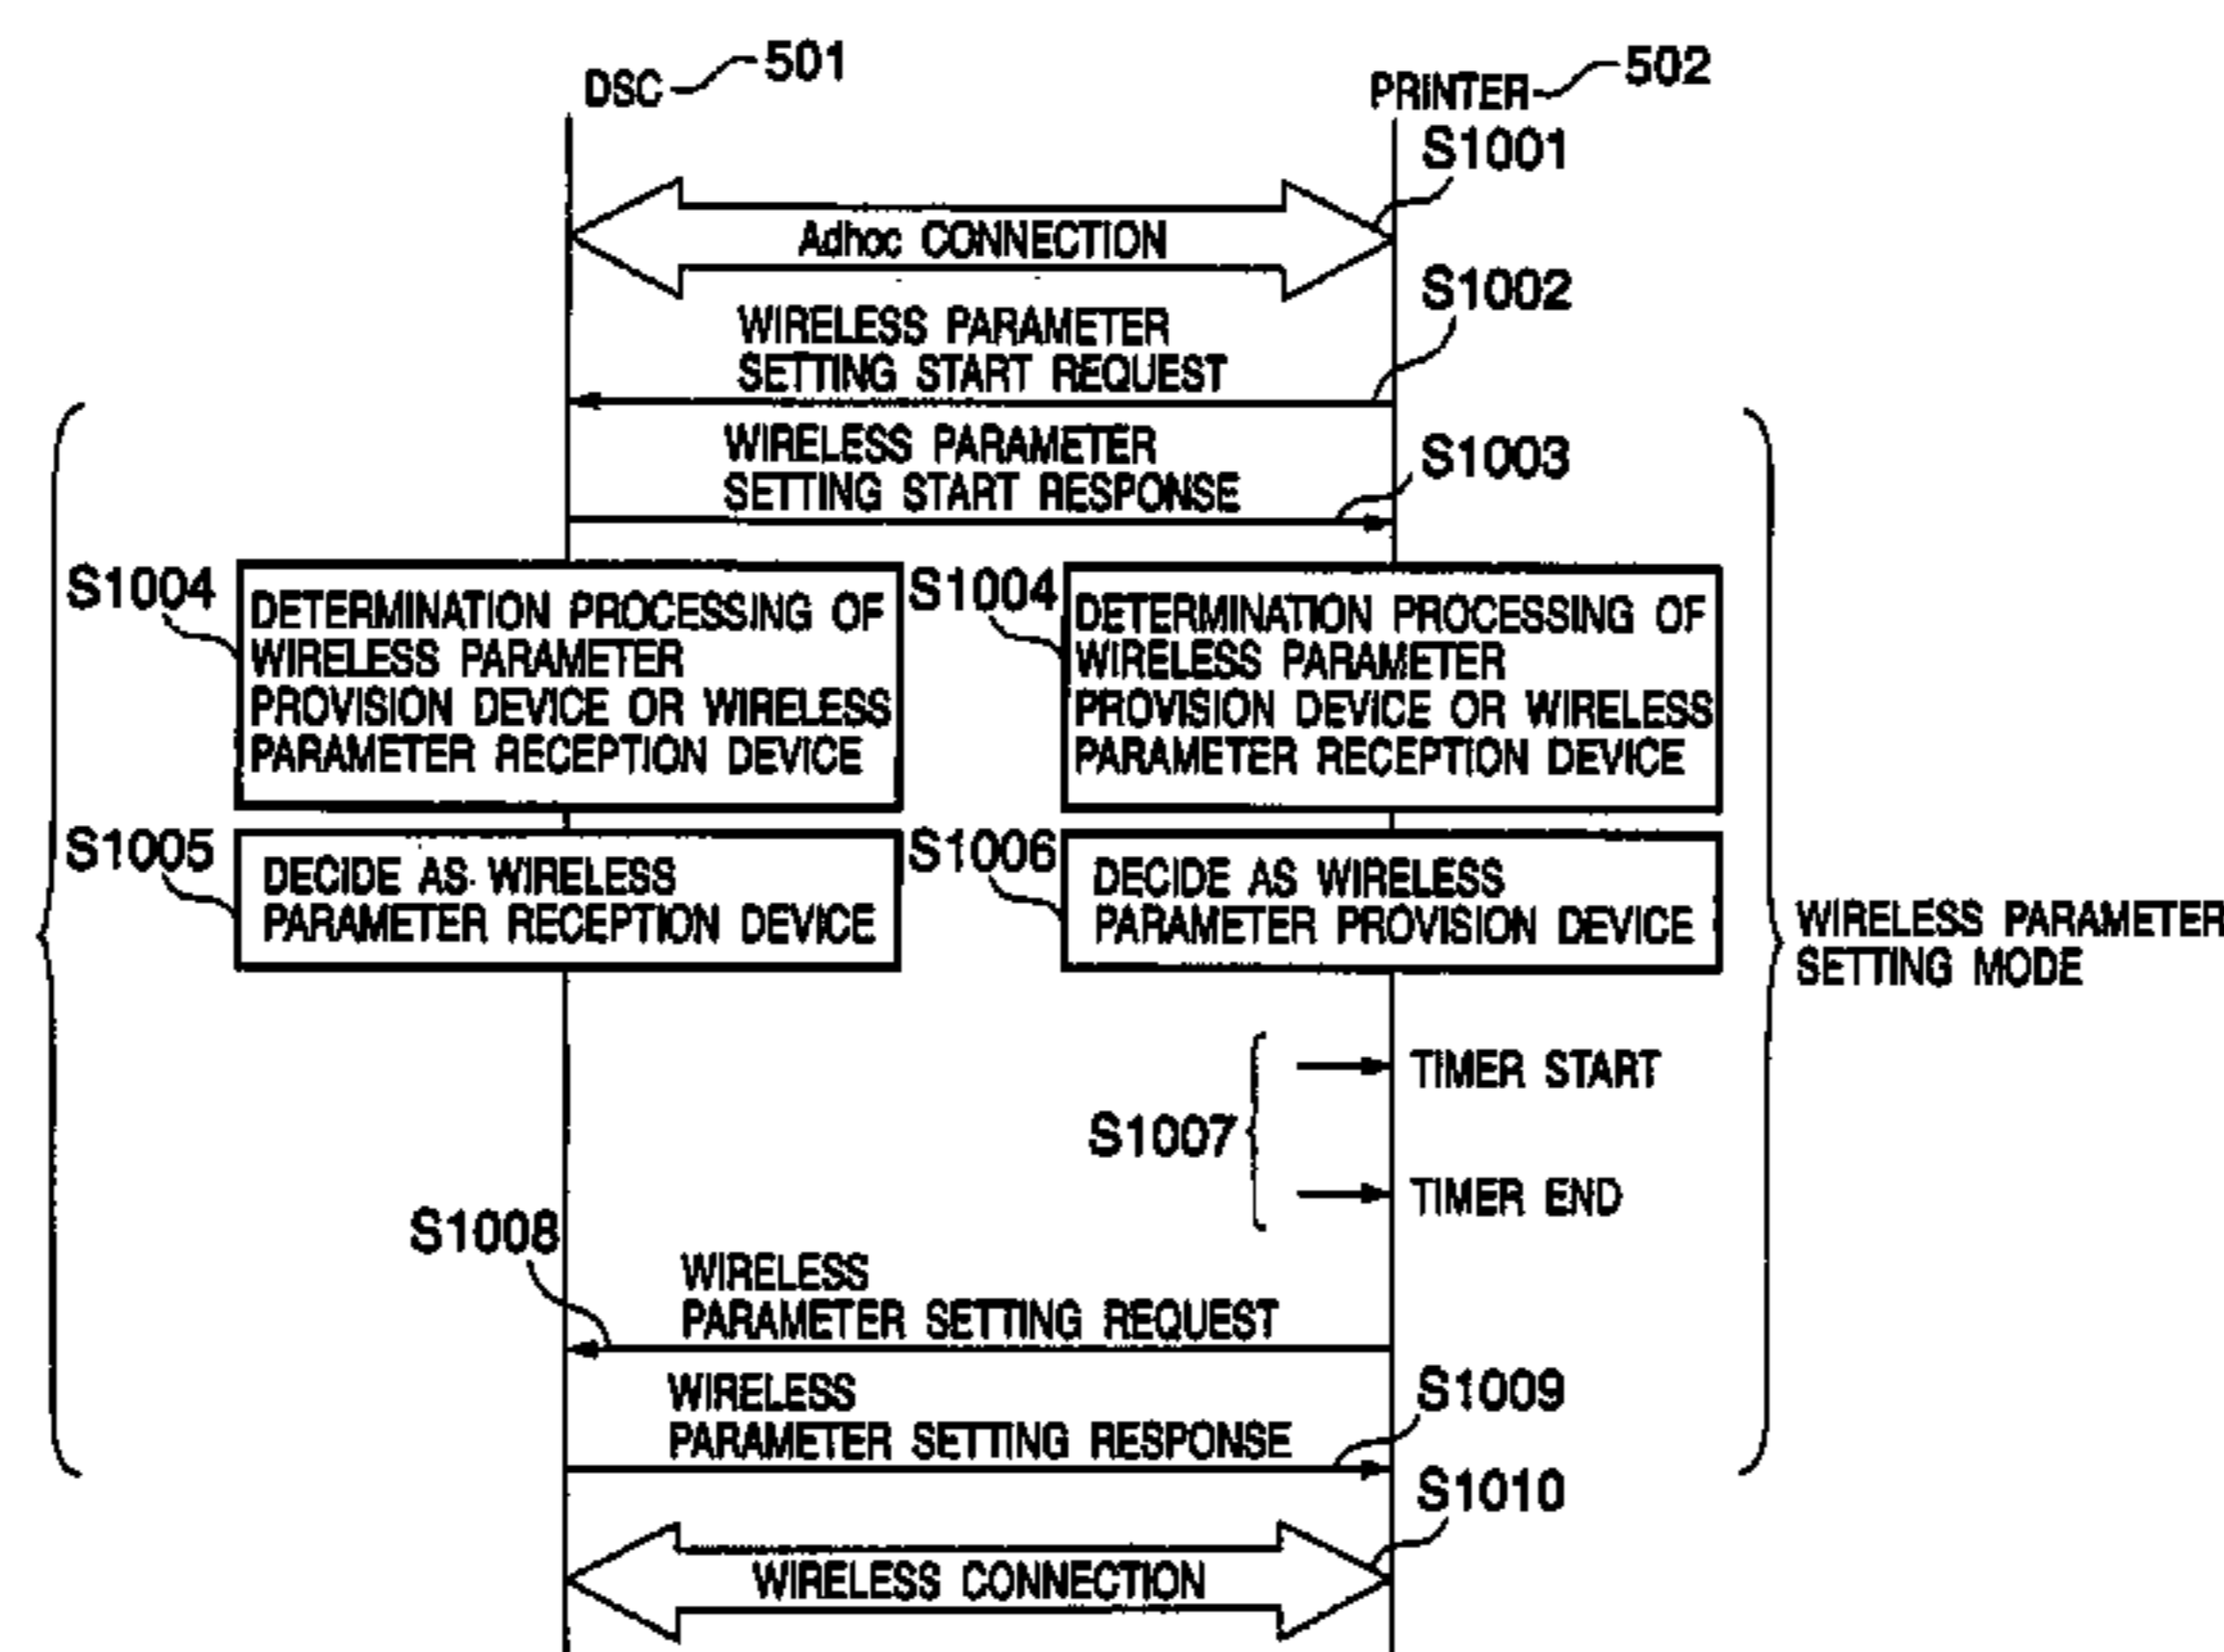 DSC 501
PRINTER 502
S1001
Adhoc CONNECTION
S1002
WIRELESS PARAMETER
SETTING START REQUEST
WIRELESS PARAMETER
SETTING START RESPONSE
S1003
S1004
DETERMINATION PROCESSING OF
WIRELESS PARAMETER
PROVISION DEVICE OR WIRELESS
PARAMETER RECEPTION DEVICE
S1004
DETERMINATION PROCESSING OF
WIRELESS PARAMETER
PROVISION DEVICE OR WIRELESS
PARAMETER RECEPTION DEVICE
S1005
DECIDE AS WIRELESS
PARAMETER RECEPTION DEVICE
S1006
DECIDE AS WIRELESS
PARAMETER PROVISION DEVICE
WIRELESS PARAMETER
SETTING MODE
TIMER START
S1007
TIMER END
S1008
WIRELESS
PARAMETER SETTING REQUEST
WIRELESS
PARAMETER SETTING RESPONSE
S1009
S1010
WIRELESS CONNECTION